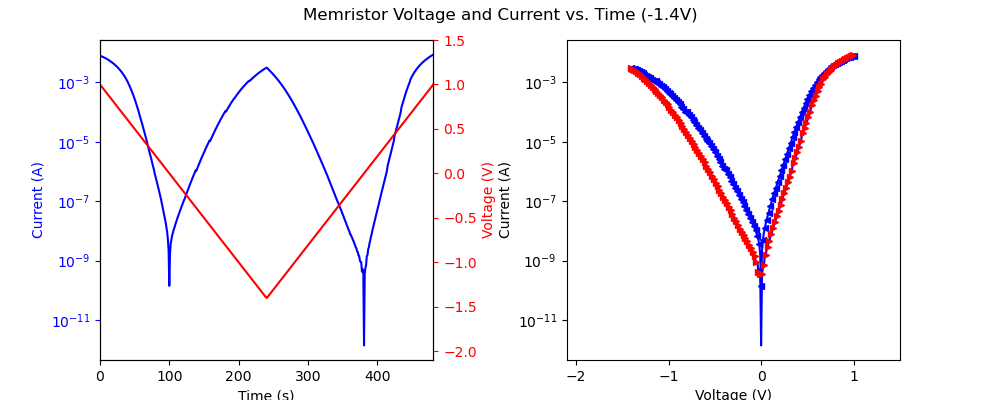 Memristor Voltage and Current vs. Time (-1.4V)
Current (A)
10⁻³
10⁻⁵
10⁻⁷
10⁻⁹
10⁻¹¹
0 100 200 300 400
Time (s)
1.5
1.0
0.5
0.0
−0.5
−1.0
−1.5
−2.0
Voltage (V)
Current (A)
10⁻³
10⁻⁵
10⁻⁷
10⁻⁹
10⁻¹¹
−2 −1 0 1
Voltage (V)